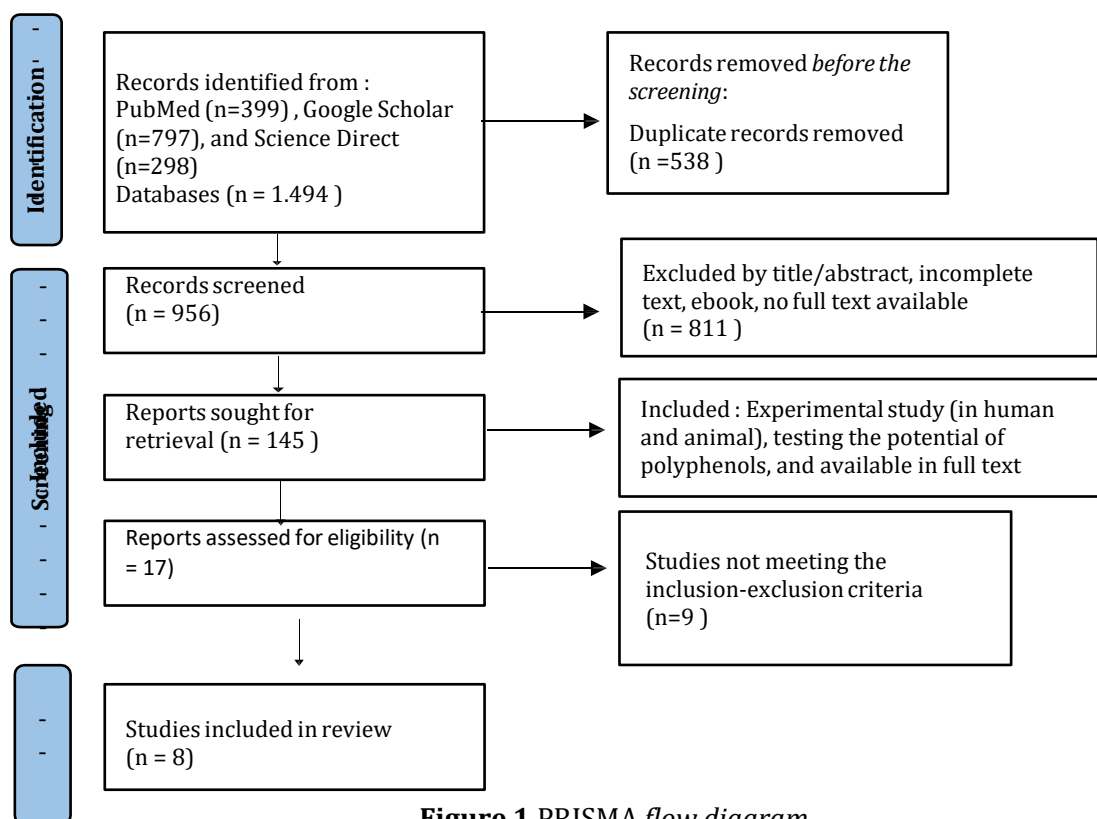 Identification
Records identified from :
PubMed (n=399) , Google Scholar
(n=797), and Science Direct
(n=298)
Databases (n = 1.494 )
Records removed before the
screening:
Duplicate records removed
(n =538 )
Records screened
(n = 956)
Excluded by title/abstract, incomplete
text, ebook, no full text available
(n = 811 )
Reports sought for
retrieval (n = 145 )
Included : Experimental study (in human
and animal), testing the potential of
polyphenols, and available in full text
Reports assessed for eligibility (n
= 17)
Studies not meeting the
inclusion-exclusion criteria
(n=9 )
Studies included in review
(n = 8)
Figure 1 PRISMA flow diagram